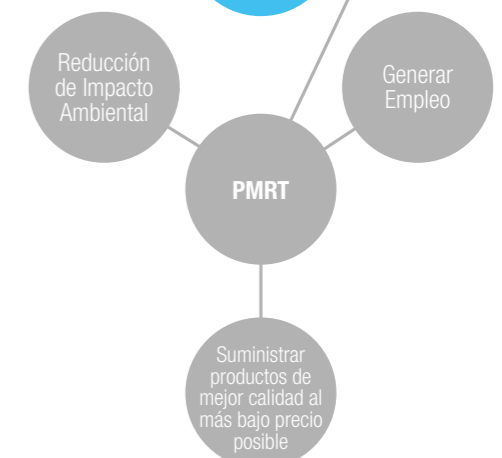 Reducción
de Impacto
Ambiental
Generar
Empleo
PMRT
Suministrar
productos de
mejor calidad al
más bajo precio
posible